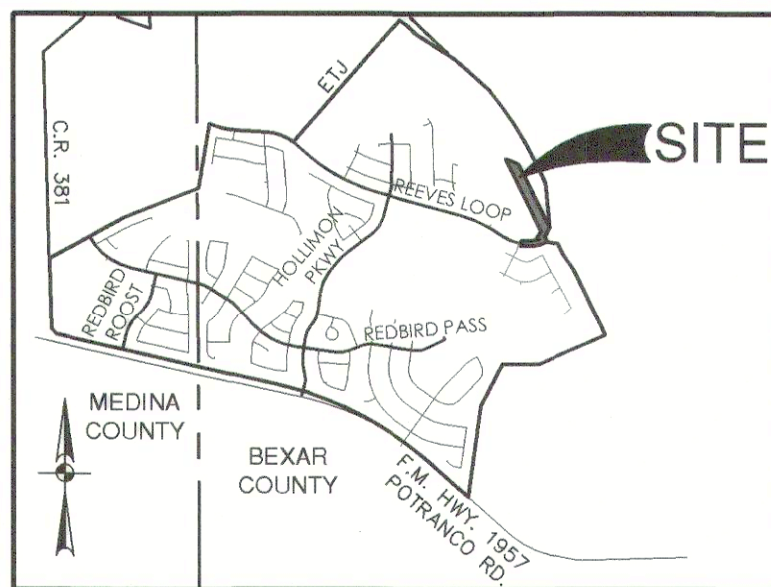 ETJ
SITE
C.R. 381
REEVES LOOP
HOLLIMON
PKWY
REDBIRD
ROOST
REDBIRD PASS
MEDINA
COUNTY
BEXAR
COUNTY
F.M. HWY. 1957
POTRANCO RD.